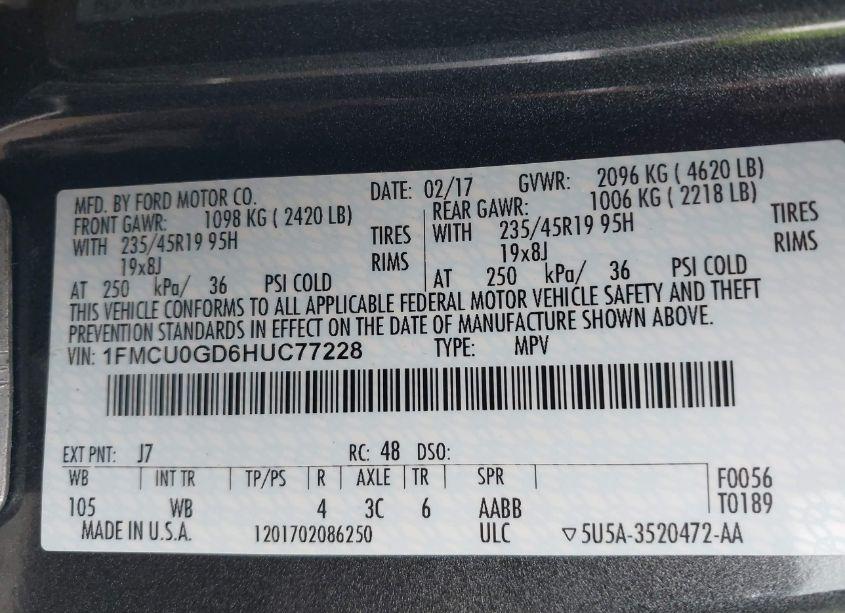 MFD. BY FORD MOTOR CO. DATE: 02/17 GVWR: 2096 KG ( 4620 LB)
FRONT GAWR: 1098 KG ( 2420 LB) REAR GAWR: 1006 KG ( 2218 LB)
WITH 235/45R19 95H TIRES WITH 235/45R19 95H TIRES
19x8J RIMS 19x8J RIMS
AT 250 kPa/ 36 PSI COLD AT 250 kPa/ 36 PSI COLD
THIS VEHICLE CONFORMS TO ALL APPLICABLE FEDERAL MOTOR VEHICLE SAFETY AND THEFT
PREVENTION STANDARDS IN EFFECT ON THE DATE OF MANUFACTURE SHOWN ABOVE.
VIN: 1FMCU0GD6HUC77228 TYPE: MPV
EXT PNT: J7 RC: 48 DSO:
WB INT TR TP/PS R AXLE TR SPR F0056
105 WB 4 3C 6 AABB T0189
MADE IN U.S.A. 1201702086250 ULC ▽5U5A-3520472-AA